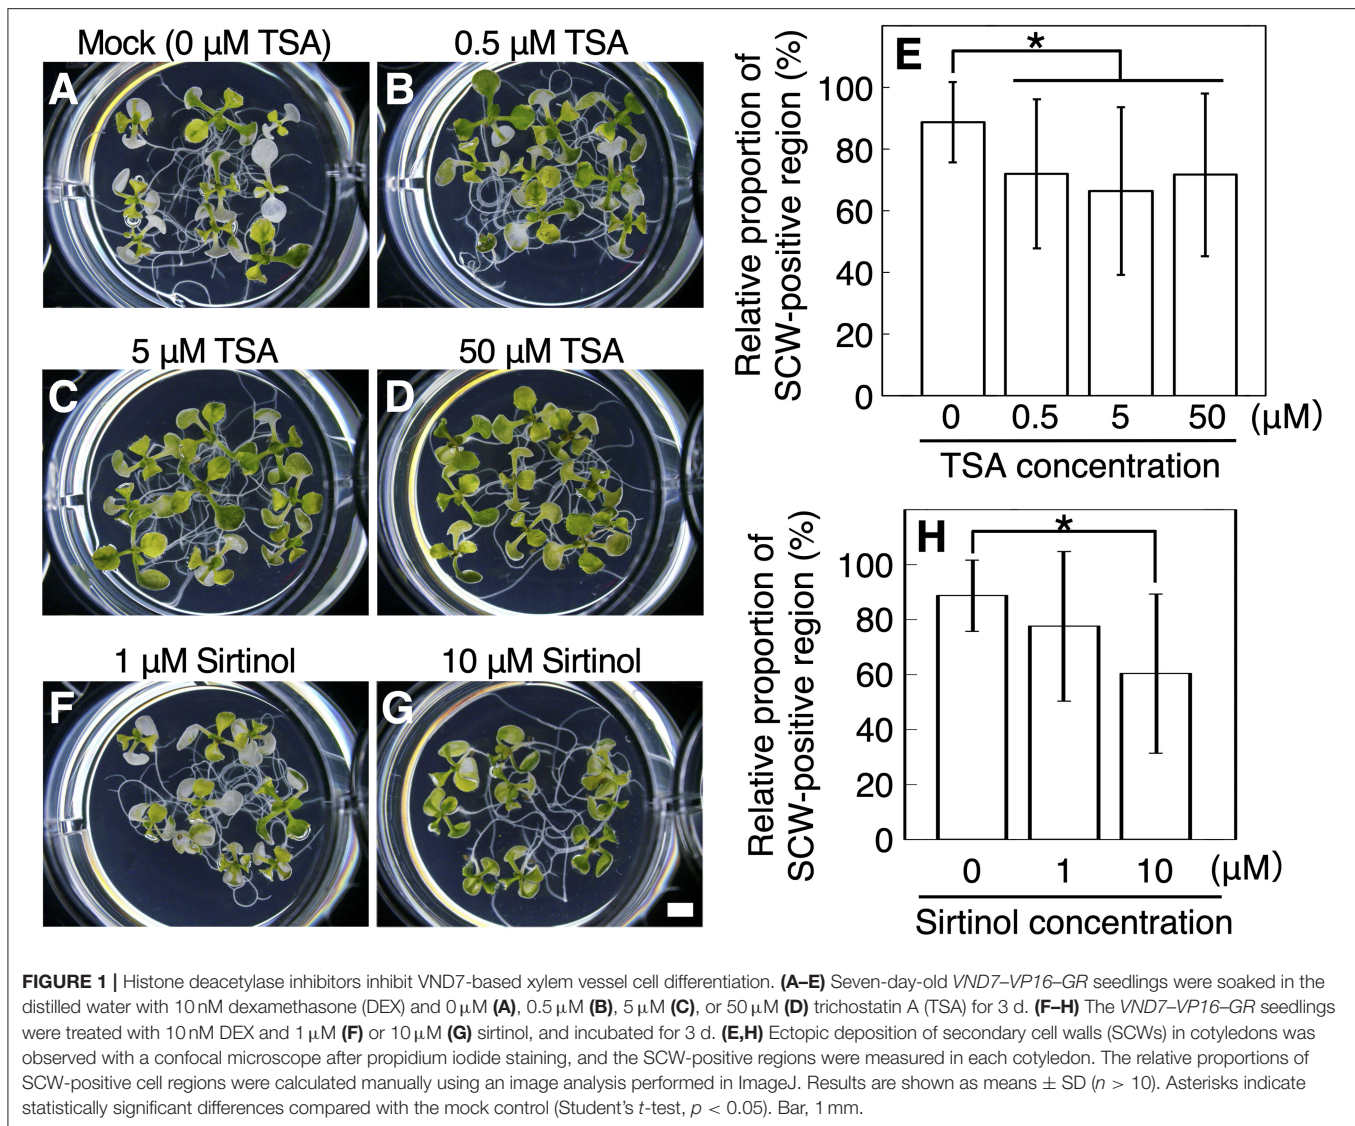 Mock (0 µM TSA)
0.5 µM TSA
A
B
5 µM TSA
50 µM TSA
C
D
1 µM Sirtinol
10 µM Sirtinol
F
G
E
*
Relative proportion of
SCW-positive region (%)
100
80
60
40
20
0
0 0.5 5 50 (µM)
TSA concentration
H
*
Relative proportion of
SCW-positive region (%)
100
80
60
40
20
0
0 1 10 (µM)
Sirtinol concentration
FIGURE 1 | Histone deacetylase inhibitors inhibit VND7-based xylem vessel cell differentiation. (A–E) Seven-day-old VND7–VP16–GR seedlings were soaked in the
distilled water with 10 nM dexamethasone (DEX) and 0 µM (A), 0.5 µM (B), 5 µM (C), or 50 µM (D) trichostatin A (TSA) for 3 d. (F–H) The VND7–VP16–GR seedlings
were treated with 10 nM DEX and 1 µM (F) or 10 µM (G) sirtinol, and incubated for 3 d. (E,H) Ectopic deposition of secondary cell walls (SCWs) in cotyledons was
observed with a confocal microscope after propidium iodide staining, and the SCW-positive regions were measured in each cotyledon. The relative proportions of
SCW-positive cell regions were calculated manually using an image analysis performed in ImageJ. Results are shown as means ± SD (n > 10). Asterisks indicate
statistically significant differences compared with the mock control (Student's t-test, p < 0.05). Bar, 1 mm.